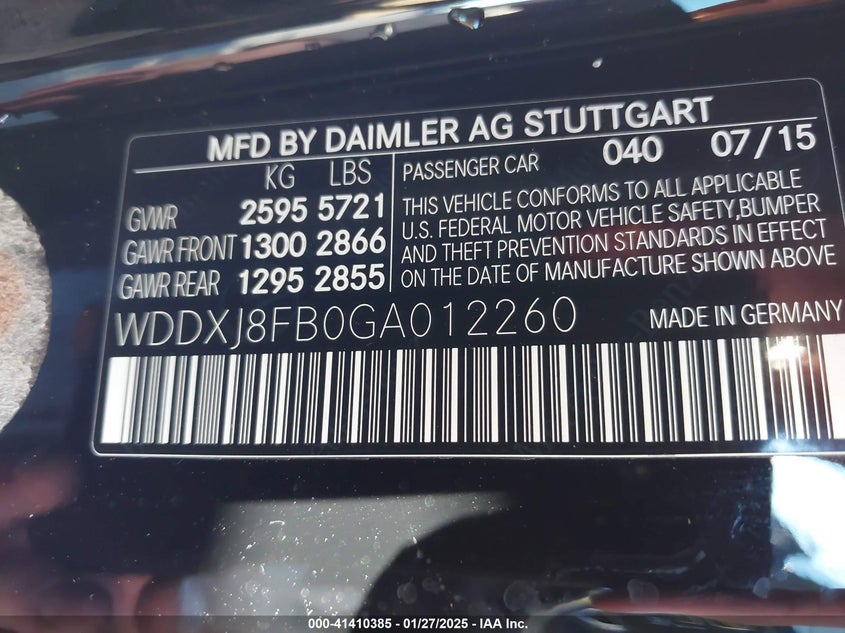 MFD BY DAIMLER AG STUTTGART
KG LBS
GVWR 2595 5721
GAWR FRONT 1300 2866
GAWR REAR 1295 2855
PASSENGER CAR 040 07/15
THIS VEHICLE CONFORMS TO ALL APPLICABLE
U.S. FEDERAL MOTOR VEHICLE SAFETY,BUMPER
AND THEFT PREVENTION STANDARDS IN EFFECT
ON THE DATE OF MANUFACTURE SHOWN ABOVE
WDDXJ8FB0GA012260
MADE IN GERMANY
000-41410385 / 01/27/2025 - IAA Inc.